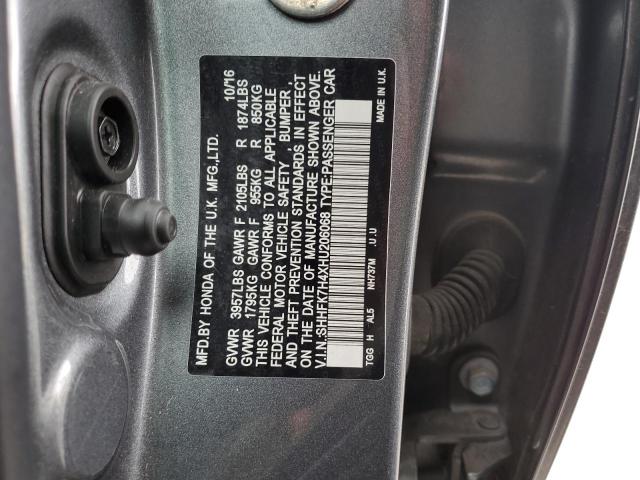 MFD.BY HONDA OF THE U.K. MFG.,LTD.
10/16
GVWR 3957LBS GAWR F 2105LBS R 1874LBS
GVWR 1795KG GAWR F 955KG R 850KG
THIS VEHICLE CONFORMS TO ALL APPLICABLE
FEDERAL MOTOR VEHICLE SAFETY , BUMPER ,
AND THEFT PREVENTION STANDARDS IN EFFECT
ON THE DATE OF MANUFACTURE SHOWN ABOVE.
V.I.N.:SHHFK7H4XHU206068 TYPE:PASSENGER CAR
TGG H AL5 NH737M .U.U MADE IN U.K.